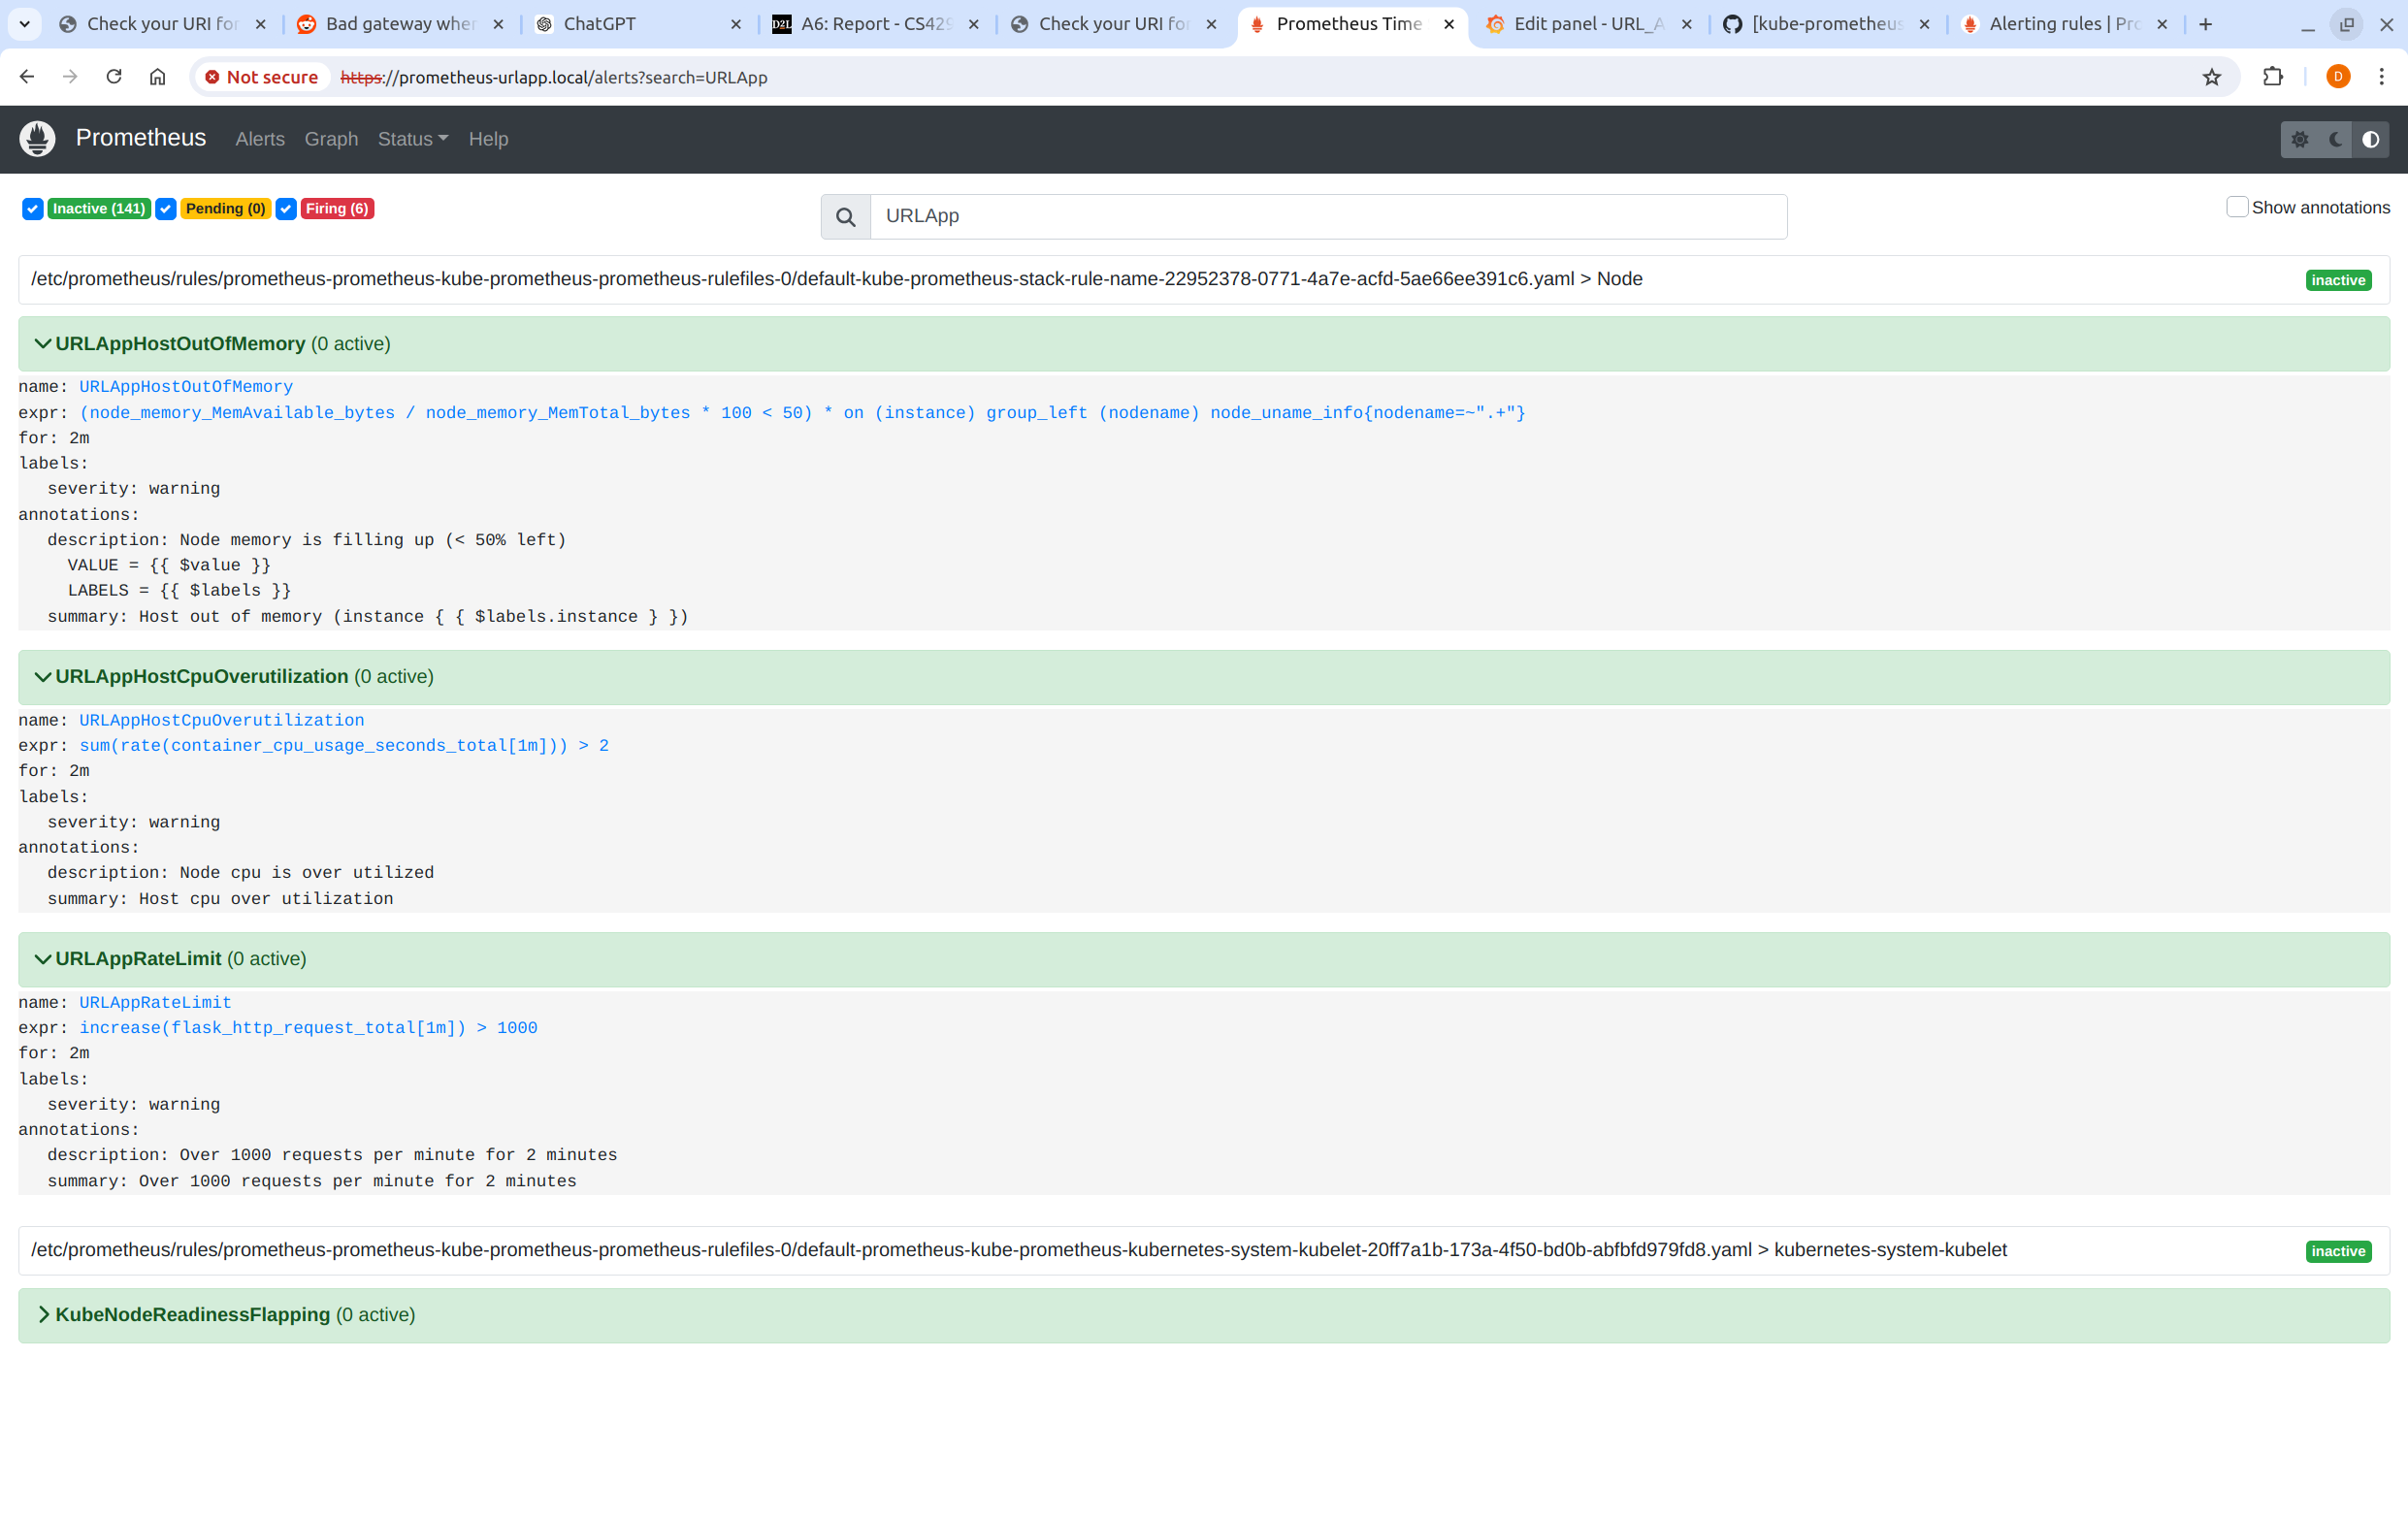 Check your URI for
Bad gateway when
ChatGPT
A6: Report - CS429
Check your URI for
Prometheus Time
Edit panel - URL_A
[kube-prometheus
Alerting rules | Pro
Not secure
https://prometheus-urlapp.local/alerts?search=URLApp
D
Prometheus
Alerts
Graph
Status
Help
Inactive (141)
Pending (0)
Firing (6)
URLApp
Show annotations
/etc/prometheus/rules/prometheus-prometheus-kube-prometheus-prometheus-rulefiles-0/default-kube-prometheus-stack-rule-name-22952378-0771-4a7e-acfd-5ae66ee391c6.yaml > Node
inactive
URLAppHostOutOfMemory (0 active)
name: URLAppHostOutOfMemory
expr: (node_memory_MemAvailable_bytes / node_memory_MemTotal_bytes * 100 < 50) * on (instance) group_left (nodename) node_uname_info{nodename=~".+"}
for: 2m
labels:
severity: warning
annotations:
description: Node memory is filling up (< 50% left)
VALUE = {{ $value }}
LABELS = {{ $labels }}
summary: Host out of memory (instance { { $labels.instance } })
URLAppHostCpuOverutilization (0 active)
name: URLAppHostCpuOverutilization
expr: sum(rate(container_cpu_usage_seconds_total[1m])) > 2
for: 2m
labels:
severity: warning
annotations:
description: Node cpu is over utilized
summary: Host cpu over utilization
URLAppRateLimit (0 active)
name: URLAppRateLimit
expr: increase(flask_http_request_total[1m]) > 1000
for: 2m
labels:
severity: warning
annotations:
description: Over 1000 requests per minute for 2 minutes
summary: Over 1000 requests per minute for 2 minutes
/etc/prometheus/rules/prometheus-prometheus-kube-prometheus-prometheus-rulefiles-0/default-prometheus-kube-prometheus-kubernetes-system-kubelet-20ff7a1b-173a-4f50-bd0b-abfbfd979fd8.yaml > kubernetes-system-kubelet
inactive
KubeNodeReadinessFlapping (0 active)